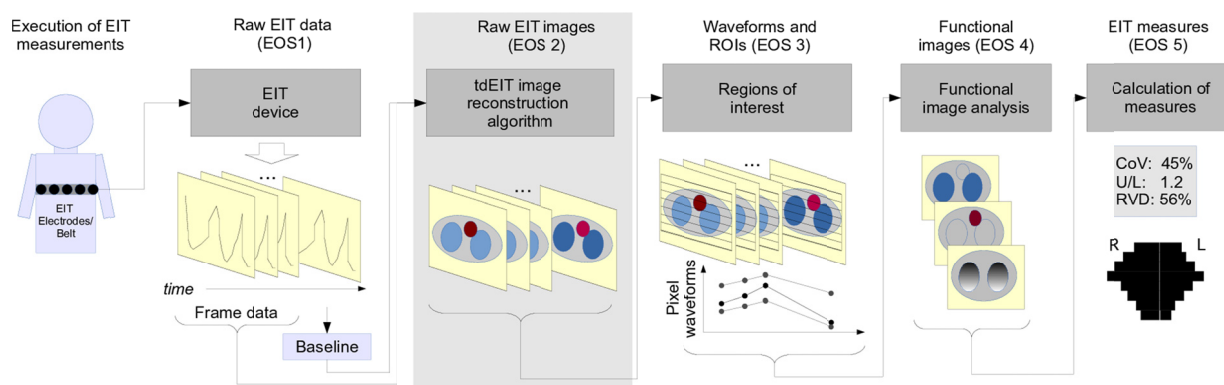 Execution of EIT
measurements
EIT
Electrodes/
Belt
Raw EIT data
(EOS1)
EIT
device
...
time
Frame data
Baseline
Raw EIT images
(EOS 2)
tdEIT image
reconstruction
algorithm
...
Waveforms and
ROIs (EOS 3)
Regions of
interest
...
Pixel
waveforms
Functional
images (EOS 4)
Functional
image analysis
EIT measures
(EOS 5)
Calculation of
measures
CoV: 45%
U/L: 1.2
RVD: 56%
R L